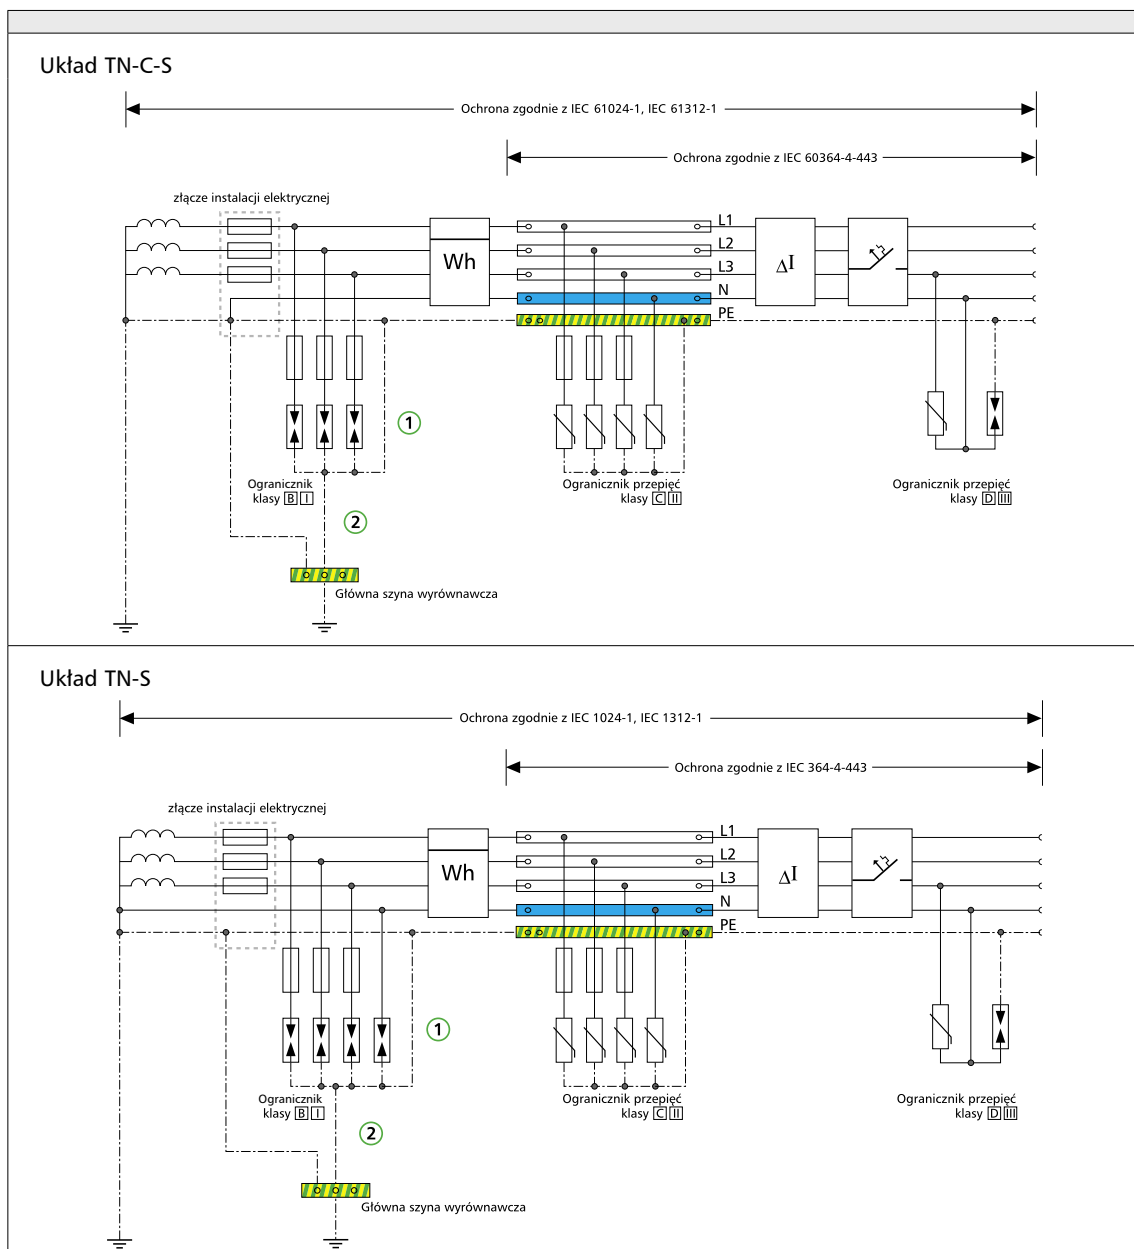 Układ TN-C-S
Ochrona zgodnie z IEC 61024-1, IEC 61312-1
Ochrona zgodnie z IEC 60364-4-443
złącze instalacji elektrycznej
L1
L2
L3
N
PE
Wh
ΔI
1
Ogranicznik
klasy B I
Ogranicznik przepięć
klasy C II
Ogranicznik przepięć
klasy D III
2
Główna szyna wyrównawcza
Układ TN-S
Ochrona zgodnie z IEC 1024-1, IEC 1312-1
Ochrona zgodnie z IEC 364-4-443
złącze instalacji elektrycznej
L1
L2
L3
N
PE
Wh
ΔI
1
Ogranicznik
klasy B I
Ogranicznik przepięć
klasy C II
Ogranicznik przepięć
klasy D III
2
Główna szyna wyrównawcza